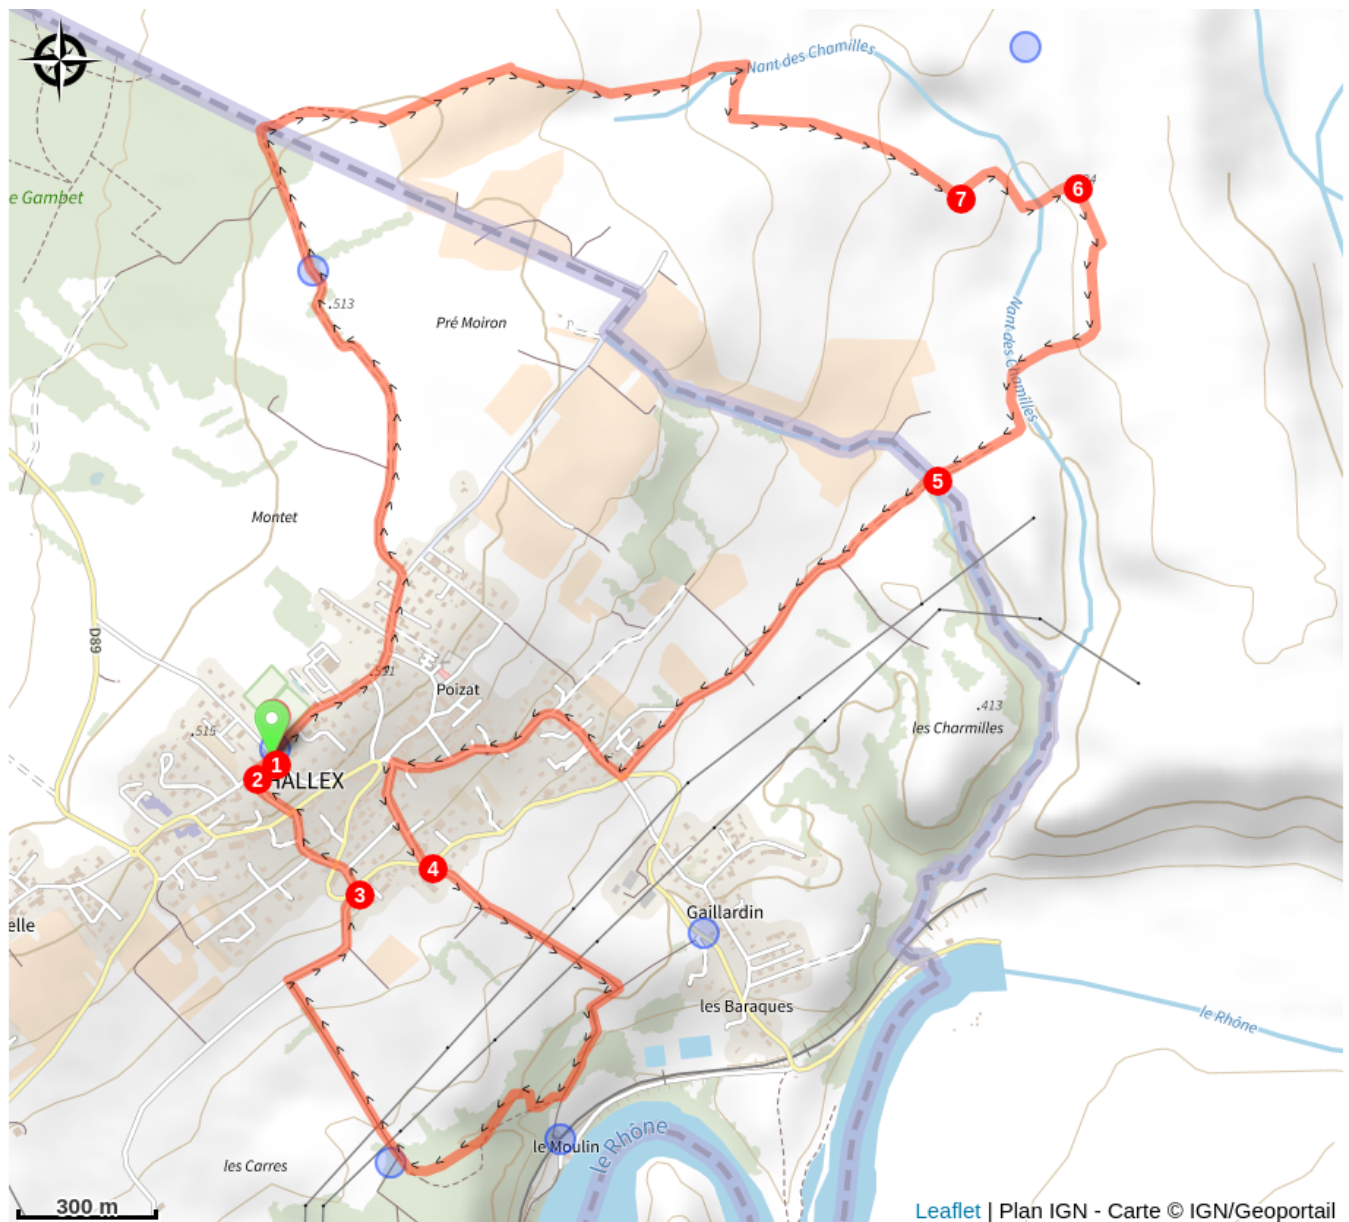 Nant des Chamilles
e Gambet
6
34
7
.513
Pré Moiron
Nant des Chamilles
5
Montet
D89
.531
Poizat
.515
.413
les Charmilles
1
2
HALLEX
4
3
elle
Gaillardin
les Baraques
le Rhône
le Moulin
le Rhône
les Carres
300 m
Leaflet | Plan IGN - Carte © IGN/Geoportail